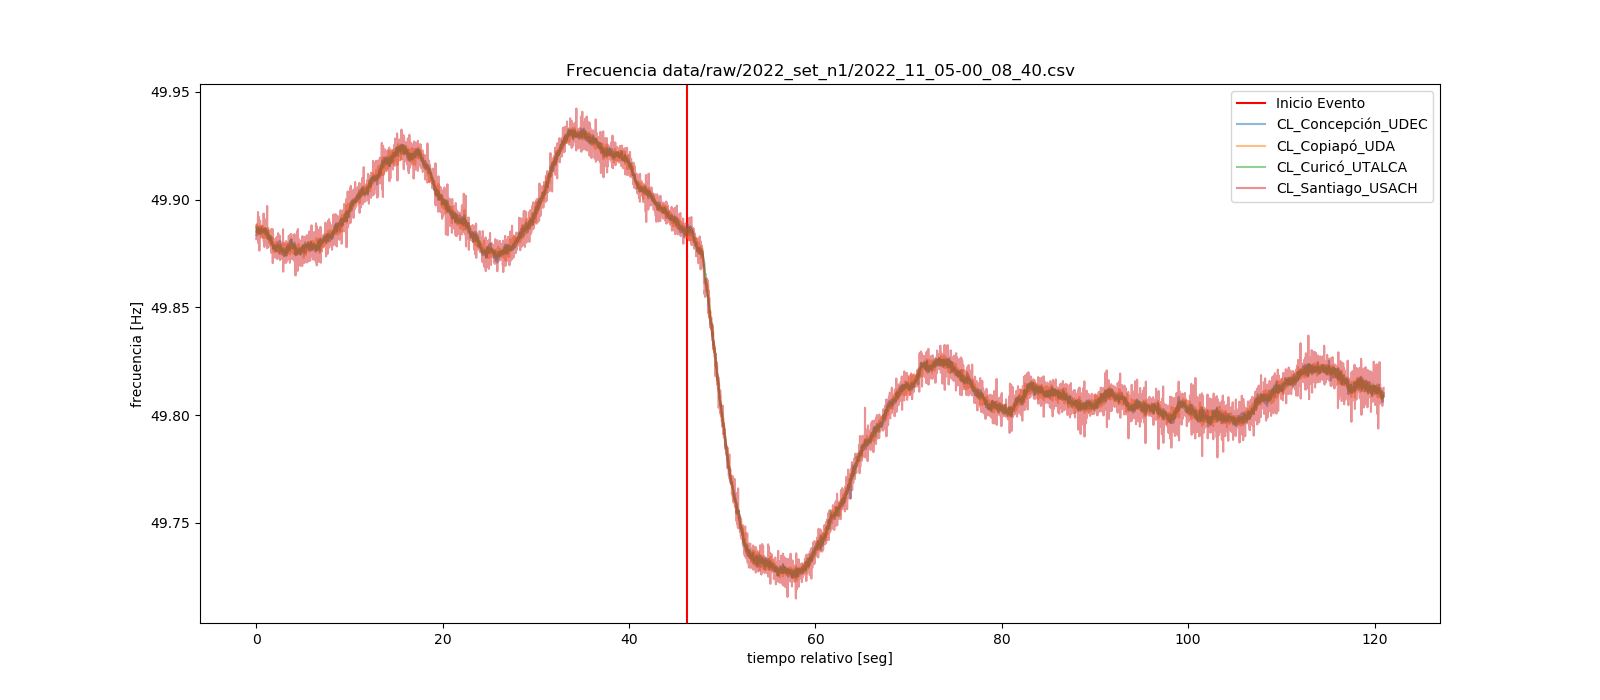 Frecuencia data/raw/2022_set_n1/2022_11_05-00_08_40.csv
49.95
49.90
49.85
49.80
49.75
frecuencia [Hz]
Inicio Evento
CL_Concepción_UDEC
CL_Copiapó_UDA
CL_Curicó_UTALCA
CL_Santiago_USACH
0 20 40 60 80 100 120
tiempo relativo [seg]